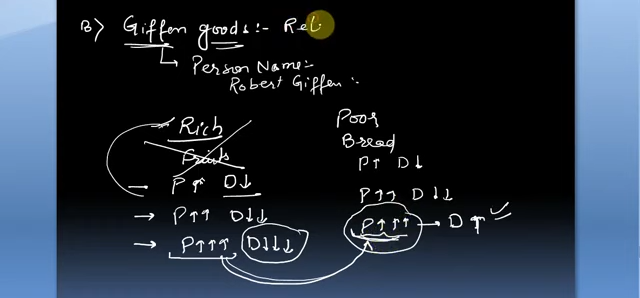 B) Giffen goods :- Rel
Person Name:-
Robert Giffen :-
Rich
P↑ D↓
P↑↑ D↓↓
P↑↑↑ D↓↓↓
Poor
Bread
P↑ D↓
P↑↑ D↓↓
P↑↑↑ → D↑